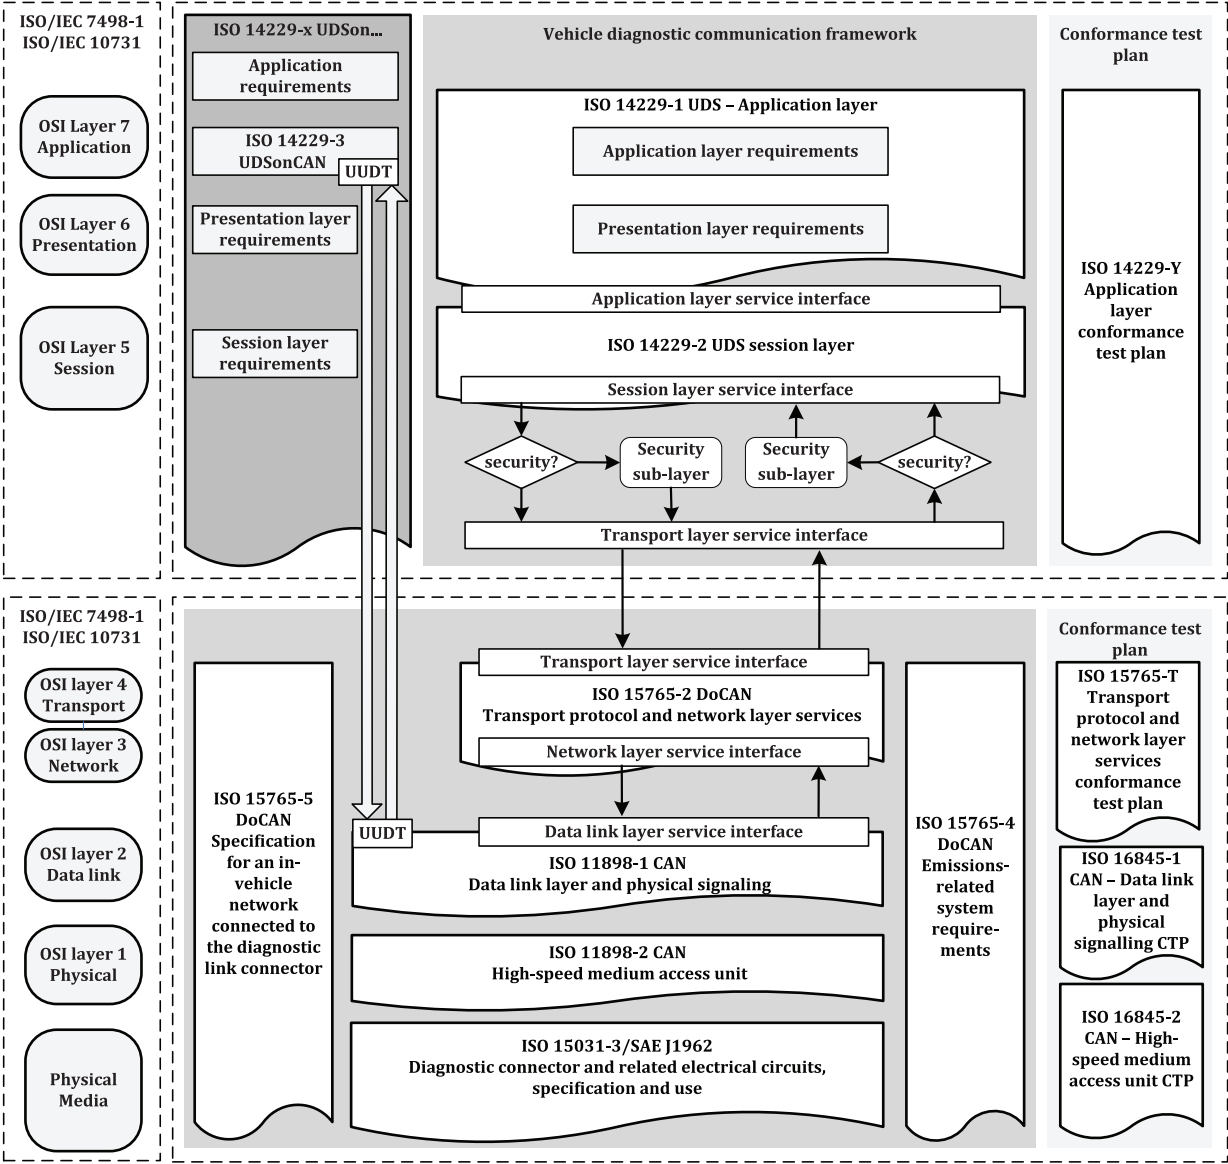 ISO/IEC 7498-1
ISO/IEC 10731
OSI Layer 7
Application
OSI Layer 6
Presentation
OSI Layer 5
Session
ISO 14229-x UDSon...
Application
requirements
ISO 14229-3
UDSonCAN
UUDT
Presentation layer
requirements
Session layer
requirements
Vehicle diagnostic communication framework
ISO 14229-1 UDS – Application layer
Application layer requirements
Presentation layer requirements
Application layer service interface
ISO 14229-2 UDS session layer
Session layer service interface
security?
Security
sub-layer
Security
sub-layer
security?
Transport layer service interface
Conformance test
plan
ISO 14229-Y
Application
layer
conformance
test plan
ISO/IEC 7498-1
ISO/IEC 10731
OSI layer 4
Transport
OSI layer 3
Network
OSI layer 2
Data link
OSI layer 1
Physical
Physical
Media
ISO 15765-5
DoCAN
Specification
for an in-
vehicle
network
connected to
the diagnostic
link connector
Transport layer service interface
ISO 15765-2 DoCAN
Transport protocol and network layer services
Network layer service interface
UUDT
Data link layer service interface
ISO 11898-1 CAN
Data link layer and physical signaling
ISO 11898-2 CAN
High-speed medium access unit
ISO 15031-3/SAE J1962
Diagnostic connector and related electrical circuits,
specification and use
ISO 15765-4
DoCAN
Emissions-
related
system
require-
ments
Conformance test
plan
ISO 15765-T
Transport
protocol and
network layer
services
conformance
test plan
ISO 16845-1
CAN – Data link
layer and
physical
signalling CTP
ISO 16845-2
CAN – High-
speed medium
access unit CTP